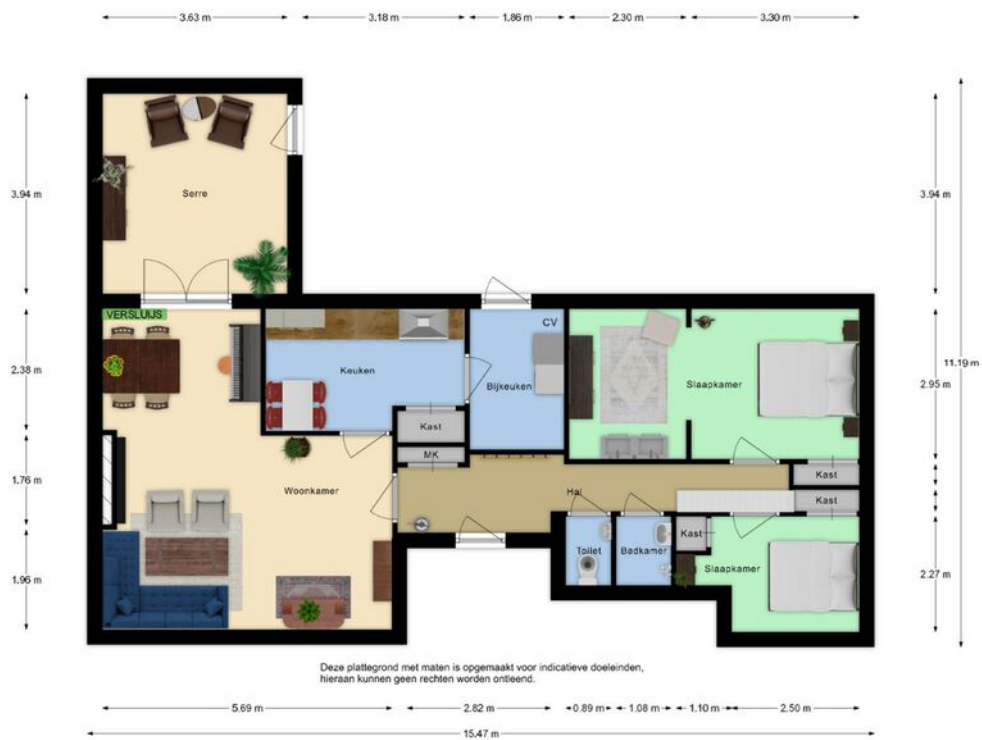 3.63 m 3.18 m 1.86 m 2.30 m 3.30 m
3.94 m
Serre
3.94 m
VERSLUIJS
CV
2.38 m
Keuken
Bijkeuken
Slaapkamer
2.95 m
11.19 m
Kast
MK
Kast
1.76 m
Woonkamer
Hal
Kast
Kast
Toilet
Badkamer
Slaapkamer
1.96 m
2.27 m
Deze plattegrond met maten is opgemaakt voor indicatieve doeleinden,
hieraan kunnen geen rechten worden ontleend.
5.69 m 2.82 m 0.89 m 1.08 m 1.10 m 2.50 m
15.47 m